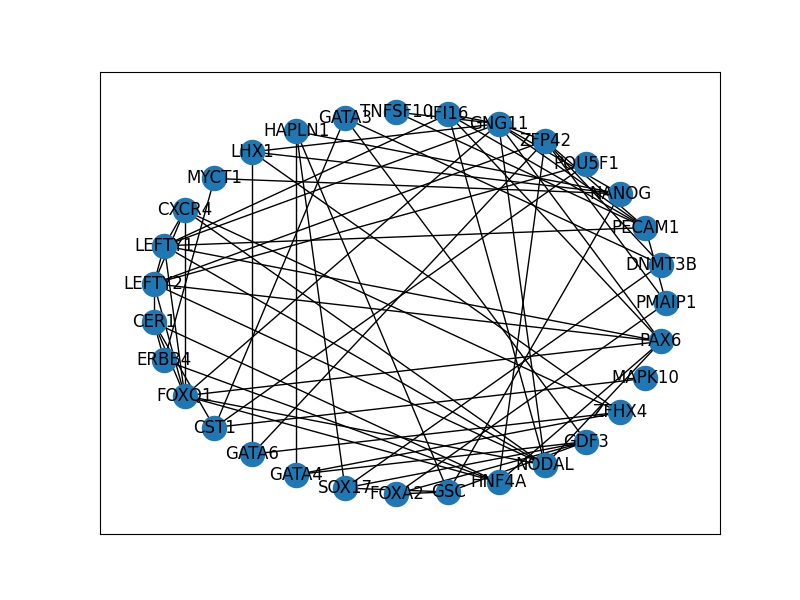 TNFSF10
IFI16
GATA3
GNG11
HAPLN1
ZFP42
LHX1
POU5F1
MYCT1
NANOG
CXCR4
PECAM1
LEFTY1
DNMT3B
LEFTY2
PMAIP1
CER1
PAX6
ERBB4
MAPK10
FOXO1
ZFHX4
CST1
GDF3
GATA6
NODAL
GATA4
HNF4A
SOX17
GSC
FOXA2